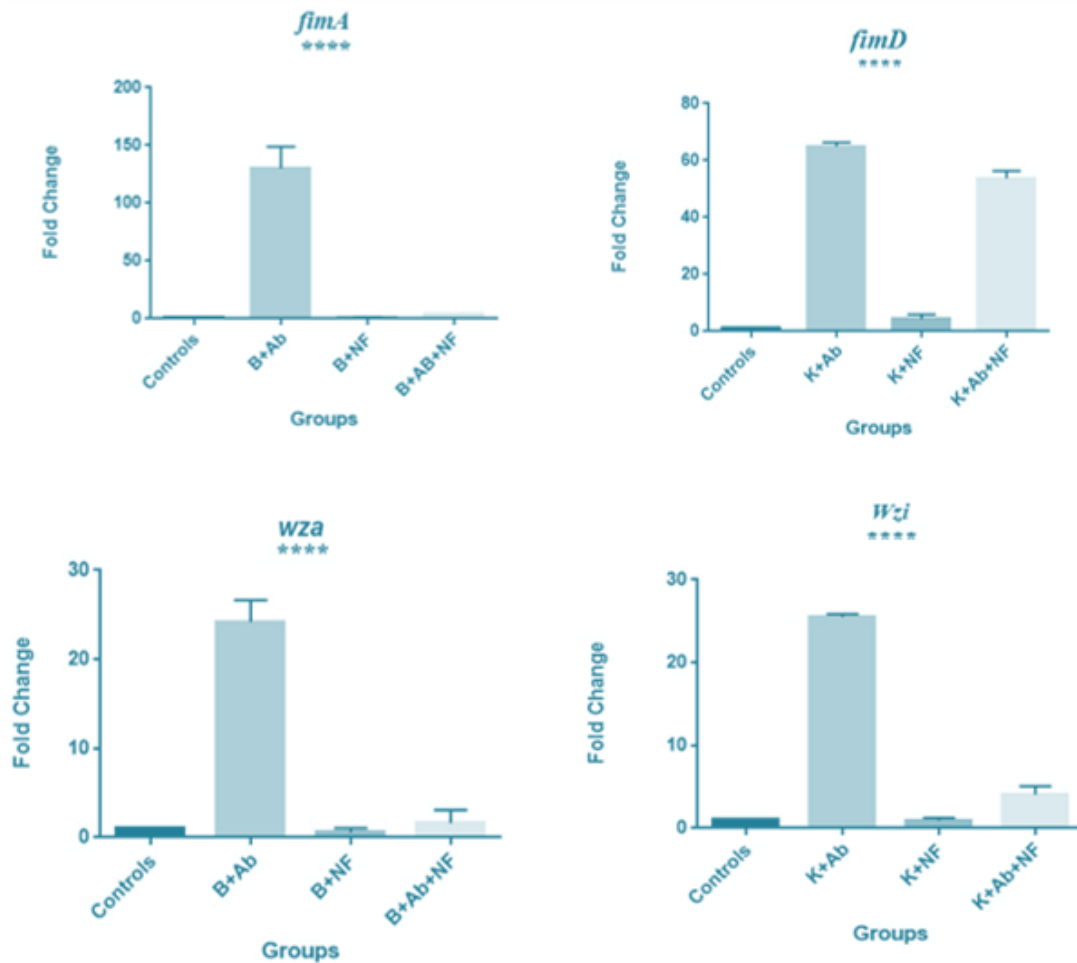 fimA
****
200
150
100
50
0
Fold Change
Controls
B+Ab
B+NF
B+AB+NF
Groups
fimD
****
80
60
40
20
0
Fold Change
Controls
K+Ab
K+NF
K+Ab+NF
Groups
wza
****
30
20
10
0
Fold Change
Controls
B+Ab
B+NF
B+Ab+NF
Groups
Wzi
****
30
20
10
0
Fold Change
Controls
K+Ab
K+NF
K+Ab+NF
Groups